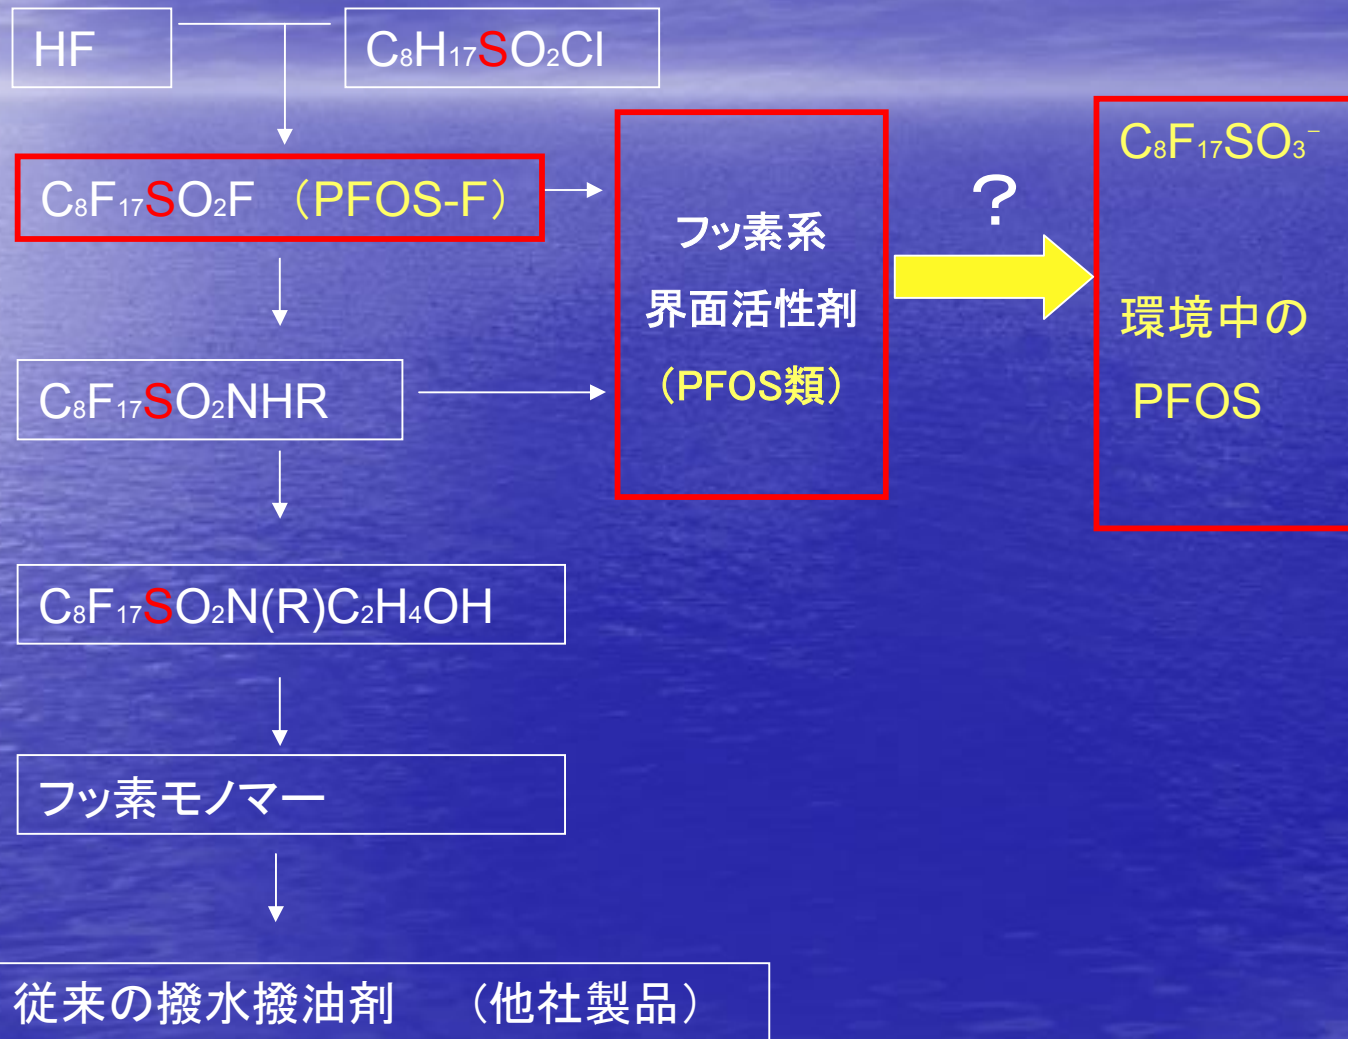 HF
C₈H₁₇SO₂Cl
C₈F₁₇SO₂F （PFOS-F）
C₈F₁₇SO₂NHR
C₈F₁₇SO₂N(R)C₂H₄OH
フッ素モノマー
従来の撥水撥油剤 （他社製品）
フッ素系
界面活性剤
（PFOS類）
？
C₈F₁₇SO₃⁻
環境中の
PFOS